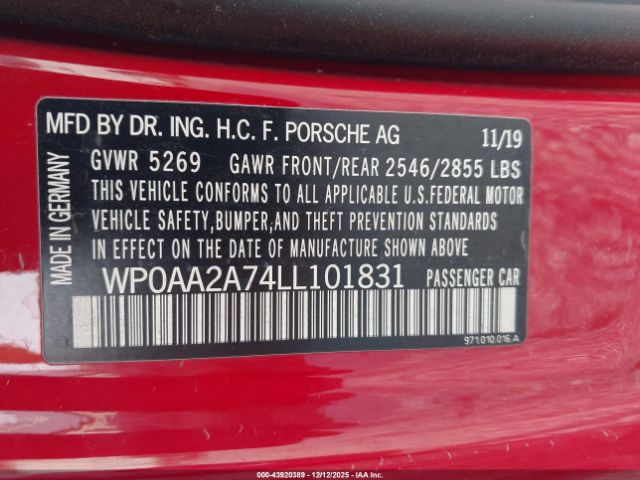 MFD BY DR. ING. H.C. F. PORSCHE AG 11/19
GVWR 5269 GAWR FRONT/REAR 2546/2855 LBS
THIS VEHICLE CONFORMS TO ALL APPLICABLE U.S.FEDERAL MOTOR
VEHICLE SAFETY,BUMPER,AND THEFT PREVENTION STANDARDS
IN EFFECT ON THE DATE OF MANUFACTURE SHOWN ABOVE
WP0AA2A74LL101831 PASSENGER CAR
MADE IN GERMANY
971.010.016.A
000-43920389 - 12/12/2025 - IAAI.COM